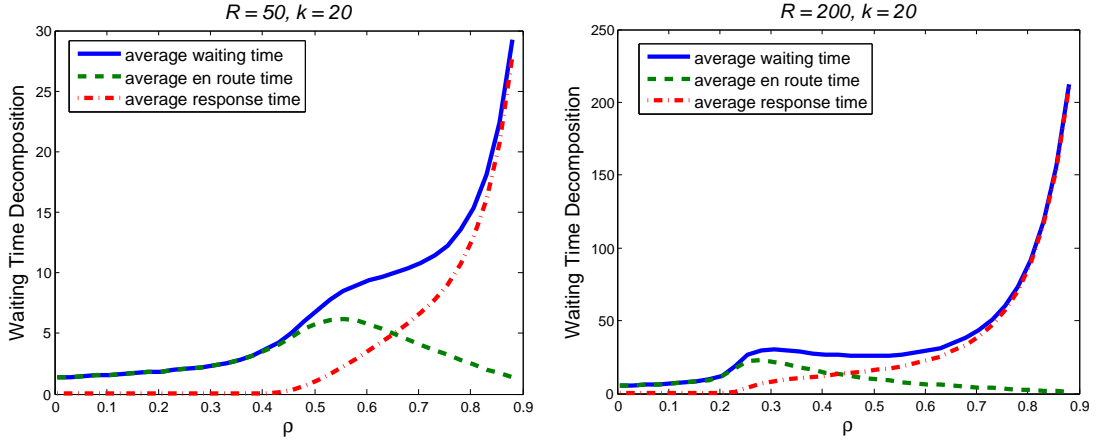 R = 50, k = 20
30
25
20
15
10
5
0
Waiting Time Decomposition
average waiting time
average en route time
average response time
0 0.1 0.2 0.3 0.4 0.5 0.6 0.7 0.8 0.9
ρ
R = 200, k = 20
250
200
150
100
50
0
Waiting Time Decomposition
average waiting time
average en route time
average response time
0 0.1 0.2 0.3 0.4 0.5 0.6 0.7 0.8 0.9
ρ